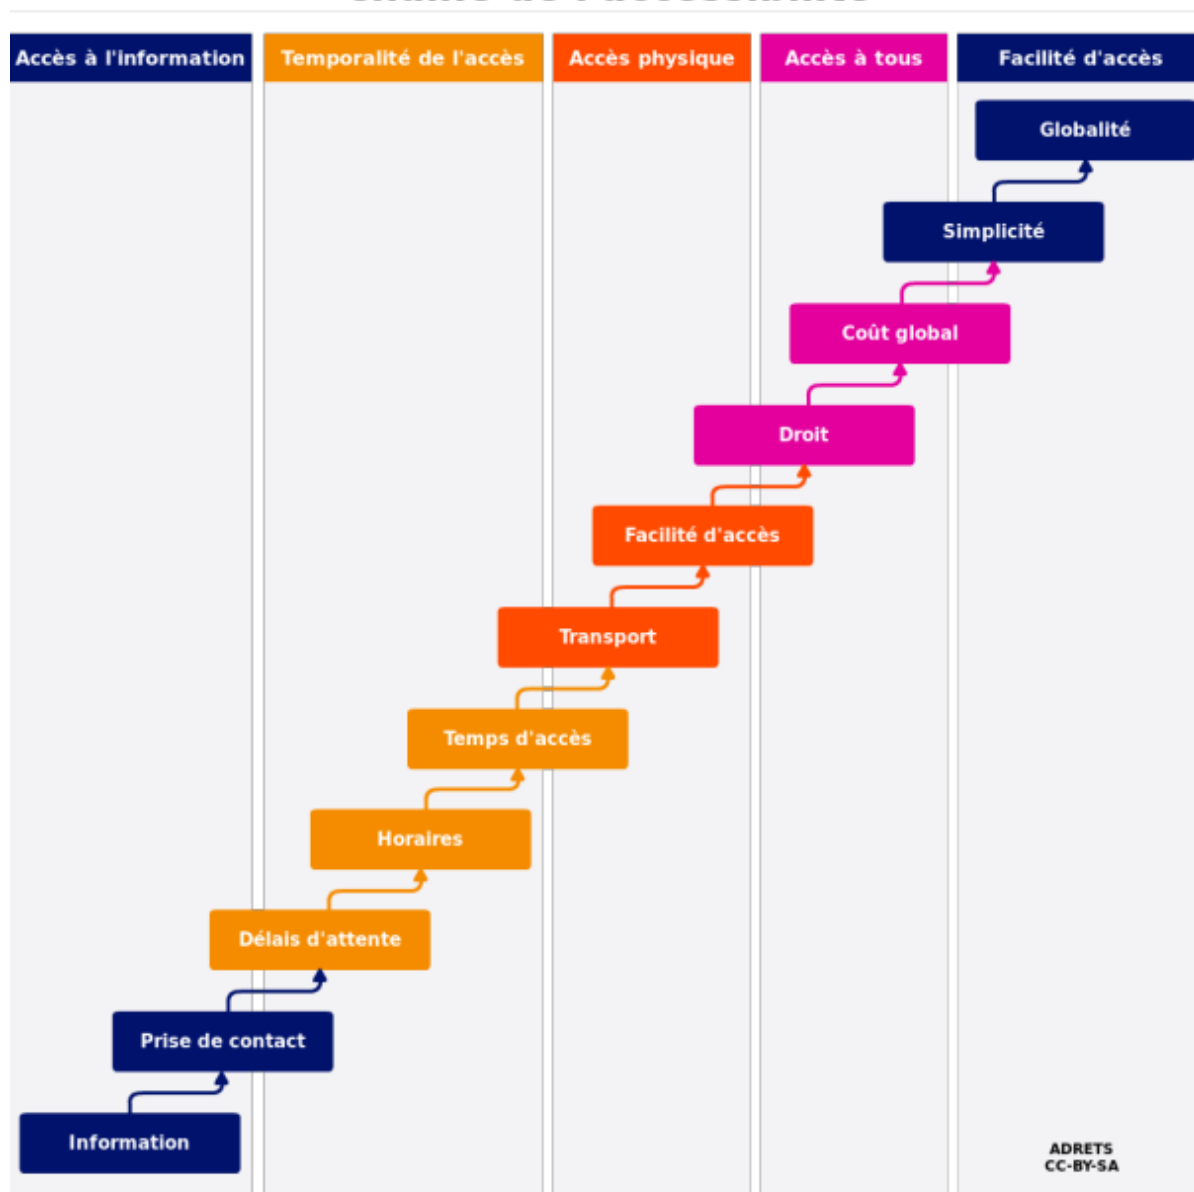 Accès à l'information
Temporalité de l'accès
Accès physique
Accès à tous
Facilité d'accès
Globalité
Simplicité
Coût global
Droit
Facilité d'accès
Transport
Temps d'accès
Horaires
Délais d'attente
Prise de contact
Information
ADRETS
CC-BY-SA